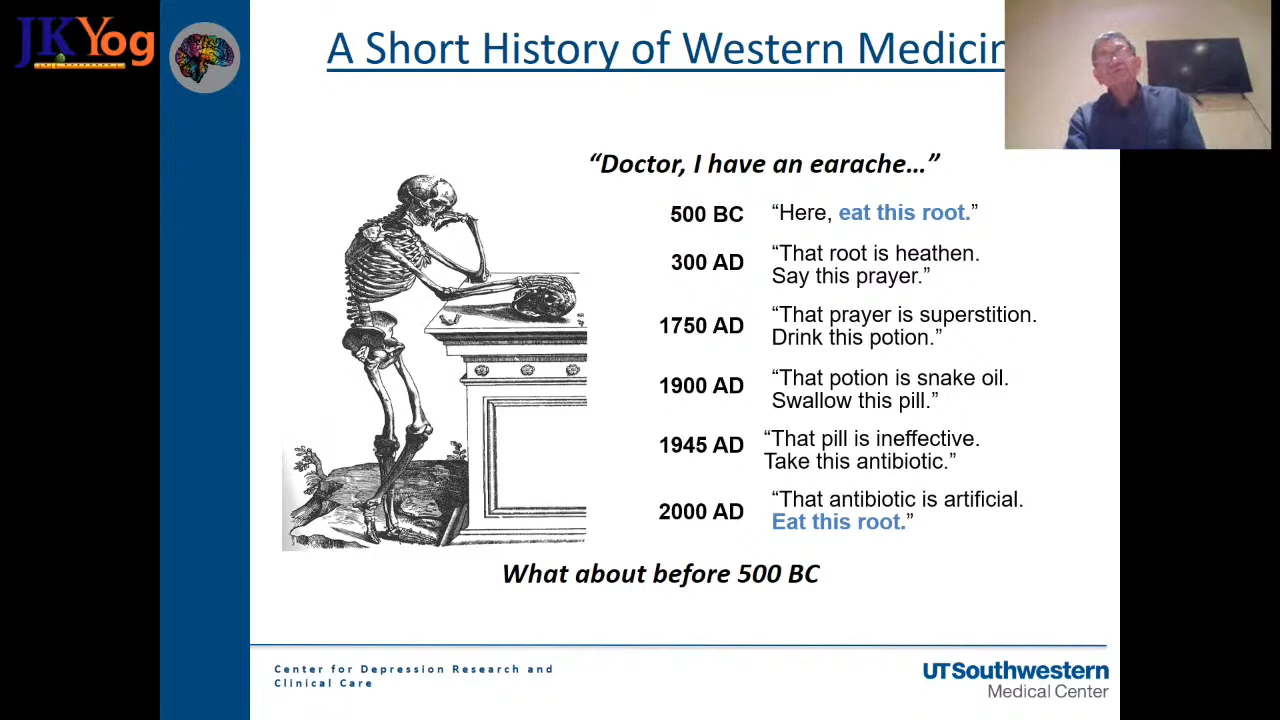 JKYog
A Short History of Western Medicin
“Doctor, I have an earache…”
500 BC “Here, eat this root.”
300 AD “That root is heathen.
Say this prayer.”
1750 AD “That prayer is superstition.
Drink this potion.”
1900 AD “That potion is snake oil.
Swallow this pill.”
1945 AD “That pill is ineffective.
Take this antibiotic.”
2000 AD “That antibiotic is artificial.
Eat this root.”
What about before 500 BC
Center for Depression Research and
Clinical Care
UTSouthwestern
Medical Center